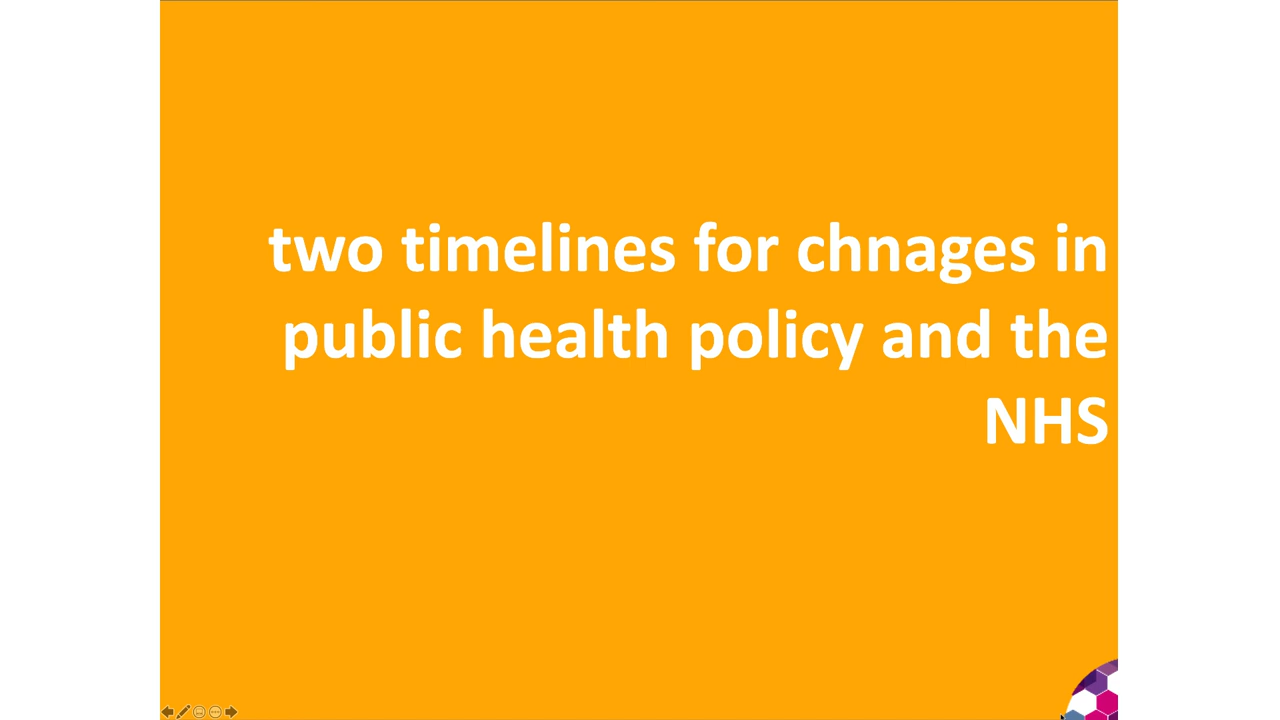 two timelines for chnages in
public health policy and the
NHS